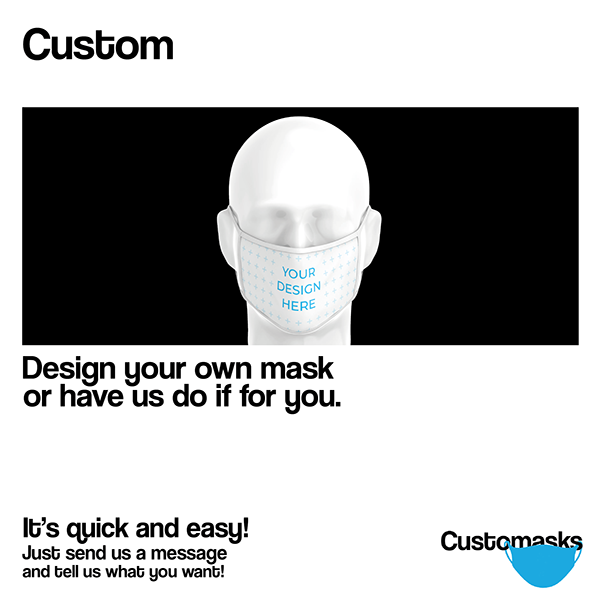 Custom
YOUR
DESIGN
HERE
Design your own mask
or have us do if for you.
It's quick and easy!
Just send us a message
and tell us what you want!
Customasks